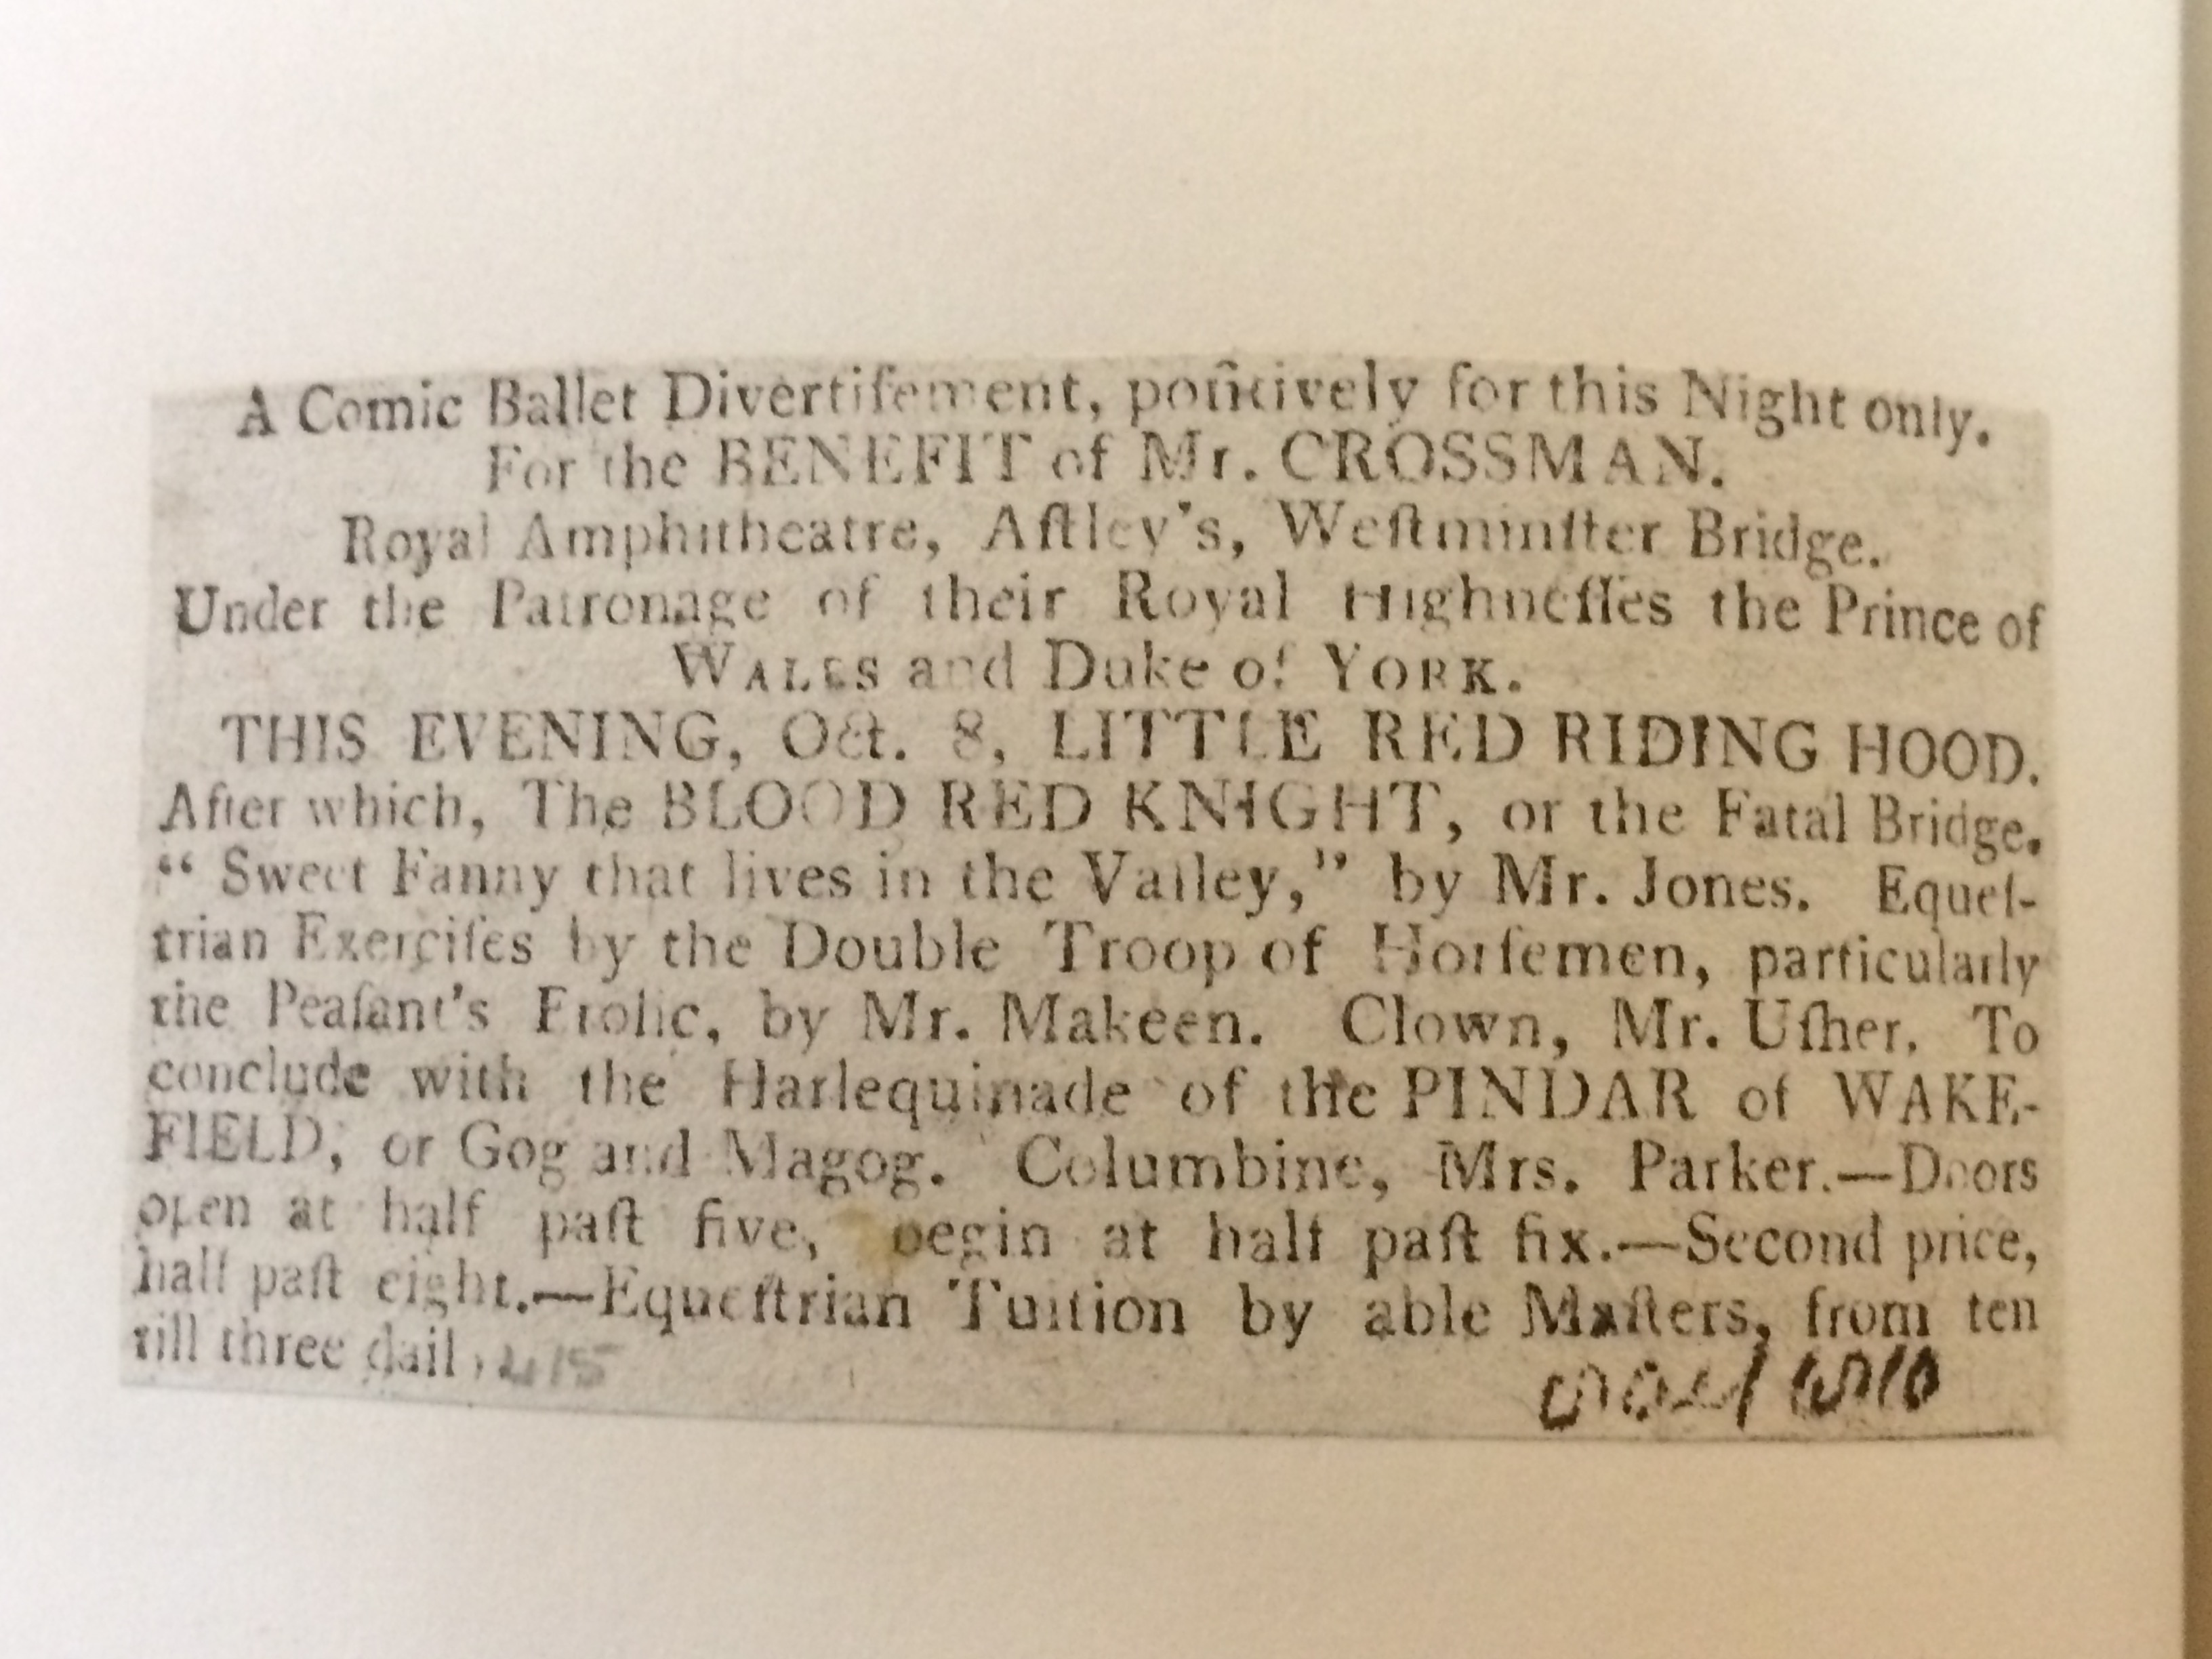 A Comic Ballet Divertiſement, poſitively for this Night only.
For the BENEFIT of Mr. CROSSMAN.
Royal Amphitheatre, Aſtley's, Weſtminſter Bridge.
Under the Patronage of their Royal Highneſſes the Prince of
WALES and Duke of YORK.
THIS EVENING, Oct. 8, LITTLE RED RIDING HOOD.
After which, The BLOOD RED KNIGHT, or the Fatal Bridge.
“ Sweet Fanny that lives in the Valley,” by Mr. Jones. Equeſ-
trian Exerciſes by the Double Troop of Horſemen, particularly
the Peaſant's Frolic, by Mr. Makeen. Clown, Mr. Uſher. To
conclude with the Harlequinade of the PINDAR of WAKE-
FIELD, or Gog and Magog. Columbine, Mrs. Parker.—Doors
open at half paſt five, begin at half paſt ſix.—Second price,
half paſt eight.—Equeſtrian Tuition by able Maſters, from ten
till three dail